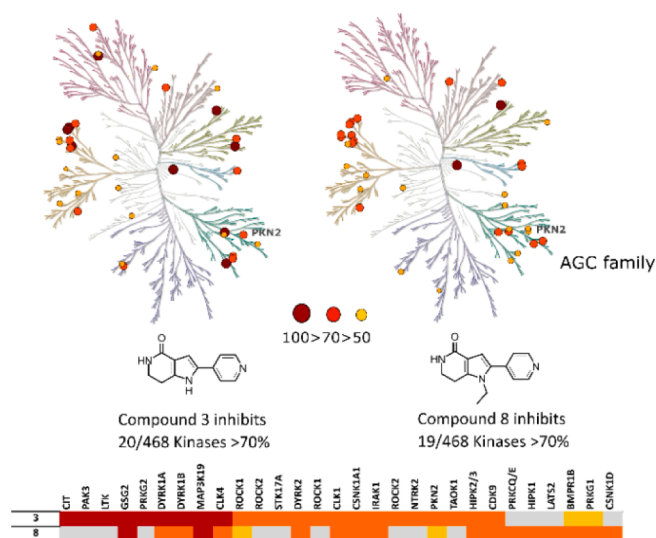 PKN2
PKN2
AGC family
100>70>50
O
HN
N
H
N
O
HN
N
N
Compound 3 inhibits
20/468 Kinases >70%
Compound 8 inhibits
19/468 Kinases >70%
CIT
PAK3
LTK
GSG2
PRKG2
DYRK1A
DYRK1B
MAP3K19
CLK4
ROCK1
ROCK2
STK17A
DYRK2
ROCK1
CLK1
CSNK1A1
IRAK1
ROCK2
NTRK2
PKN2
TAOK1
HIPK2/3
CDK9
PRKCQ/E
HIPK1
LATS2
BMPR1B
PRKG1
CSNK1D
3
8